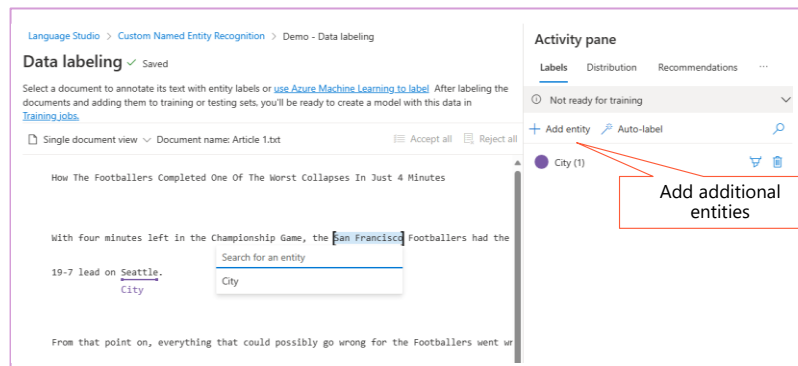 Language Studio > Custom Named Entity Recognition > Demo - Data labeling
Data labeling ✓ Saved
Select a document to annotate its text with entity labels or use Azure Machine Learning to label After labeling the
documents and adding them to training or testing sets, you'll be ready to create a model with this data in
Training jobs.
Single document view Document name: Article 1.txt Accept all Reject all
How The Footballers Completed One Of The Worst Collapses In Just 4 Minutes
With four minutes left in the Championship Game, the San Francisco Footballers had the
Search for an entity
City
19-7 lead on Seattle.
City
From that point on, everything that could possibly go wrong for the Footballers went wr
Activity pane
Labels Distribution Recommendations ...
Not ready for training
+ Add entity Auto-label
City (1)
Add additional
entities